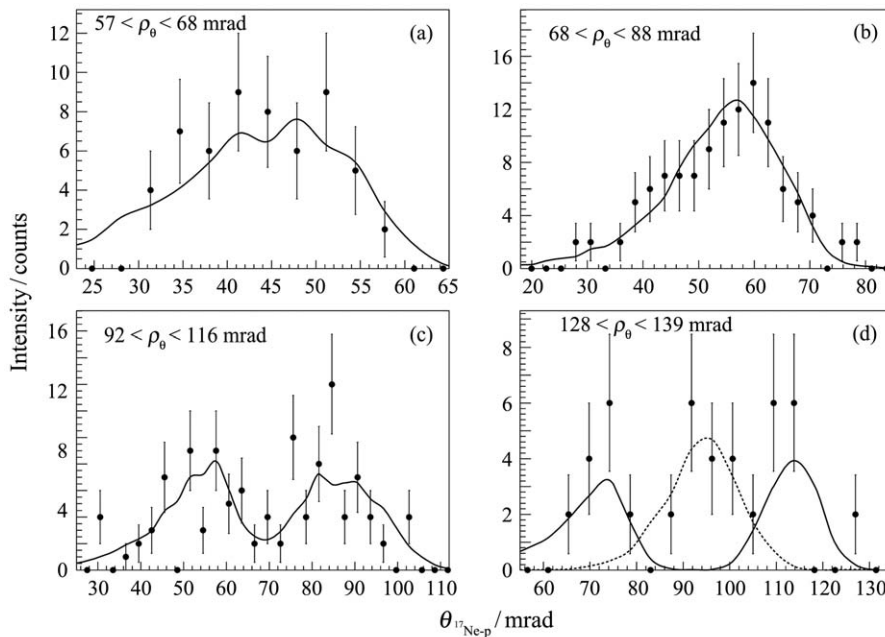 57 < ρθ < 68 mrad
(a)
12
10
8
6
4
2
0
25 30 35 40 45 50 55 60 65
68 < ρθ < 88 mrad
(b)
16
12
8
4
0
20 30 40 50 60 70 80
Intensity / counts
92 < ρθ < 116 mrad
(c)
16
12
8
4
0
30 40 50 60 70 80 90 100 110
128 < ρθ < 139 mrad
(d)
8
6
4
2
0
60 70 80 90 100 110 120 130
θ17Ne-p / mrad